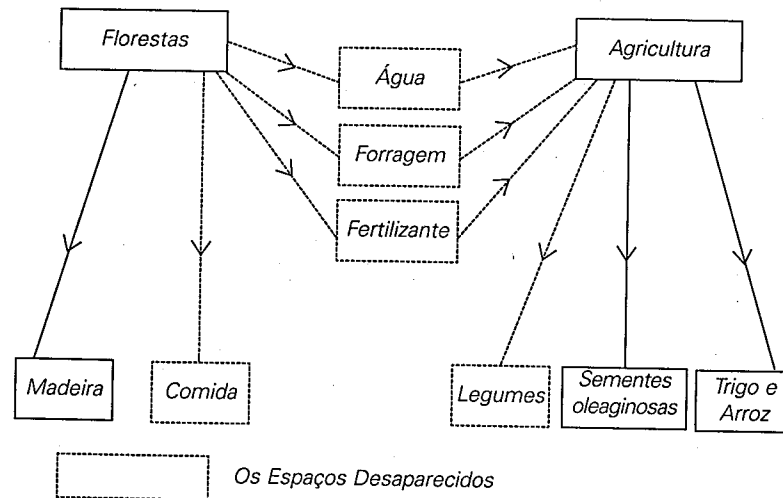 Florestas
Agricultura
Água
Forragem
Fertilizante
Madeira
Comida
Legumes
Sementes
oleaginosas
Trigo e
Arroz
Os Espaços Desaparecidos